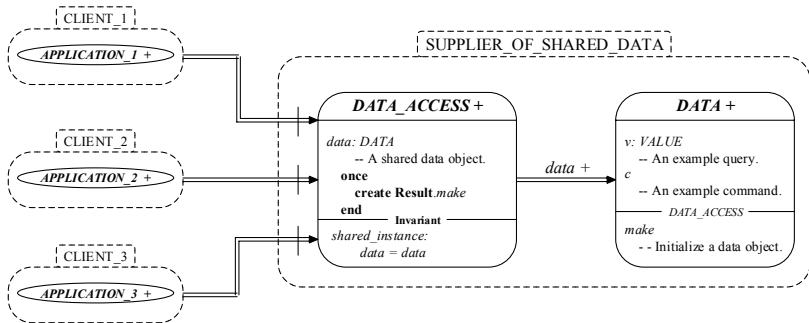 CLIENT_1
APPLICATION_1 +
CLIENT_2
APPLICATION_2 +
CLIENT_3
APPLICATION_3 +
SUPPLIER_OF_SHARED_DATA
DATA_ACCESS +
data: DATA
-- A shared data object.
once
create Result.make
end
Invariant
shared_instance:
data = data
data +
DATA +
v: VALUE
-- An example query.
c
-- An example command.
DATA_ACCESS
make
- - Initialize a data object.